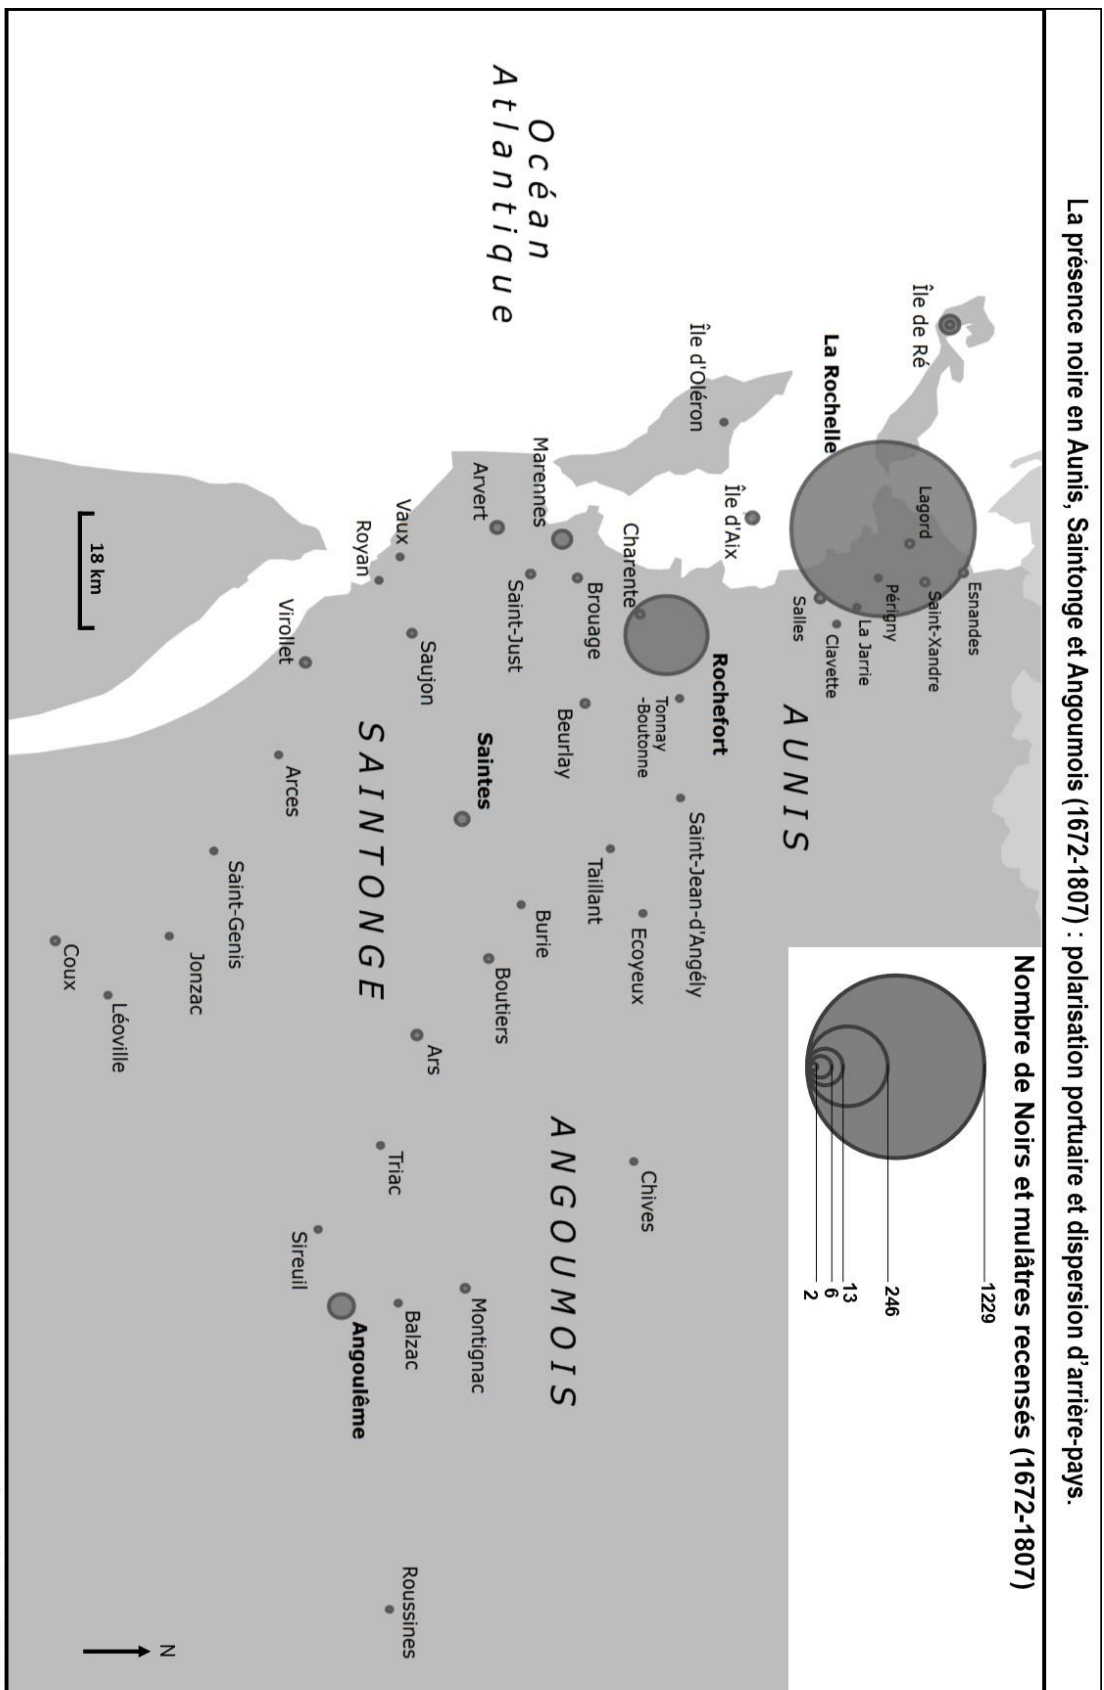 La présence noire en Aunis, Saintonge et Angoumois (1672-1807) : polarisation portuaire et dispersion d'arrière-pays.
Nombre de Noirs et mulâtres recensés (1672-1807)
1229
246
13
6
2
Île de Ré
La Rochelle
Lagord
Esnandes
Saint-Xandre
Périgny
La Jarrie
Clavette
Salles
AUNIS
Île d'Oléron
Île d'Aix
Rochefort
Charente
Tonnay
-Boutonne
Saint-Jean-d'Angély
Océan
Atlantique
Marennes
Brouage
Beurlay
Taillant
Ecoyeux
Chives
Arvert
Saint-Just
Saintes
Burie
Boutiers
ANGOUMOIS
Vaux
Royan
Saujon
SAINTONGE
Ars
Triac
Montignac
Balzac
Roussines
Virollet
Arces
Sireuil
Angoulême
Saint-Genis
Jonzac
Léoville
Coux
18 km
N